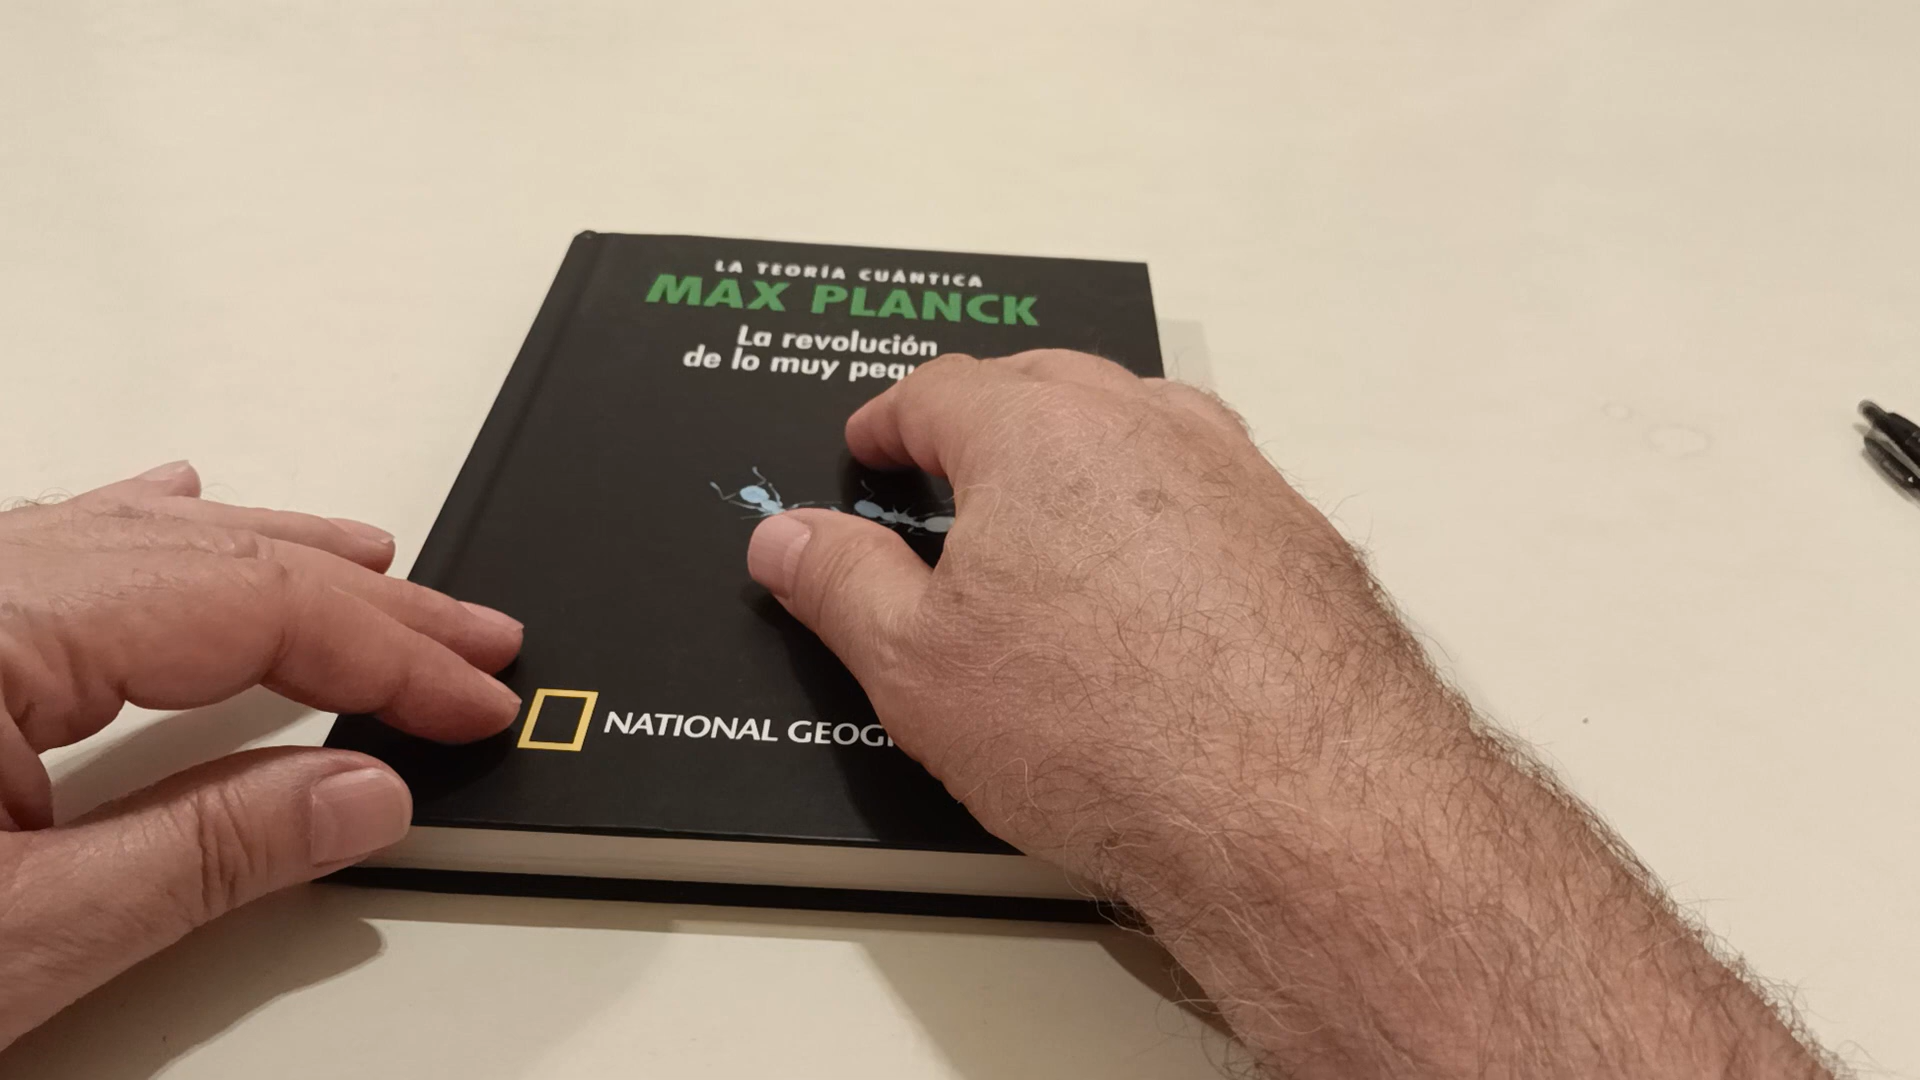 LA TEORÍA CUÁNTICA
MAX PLANCK
La revolución
de lo muy
NATIONAL